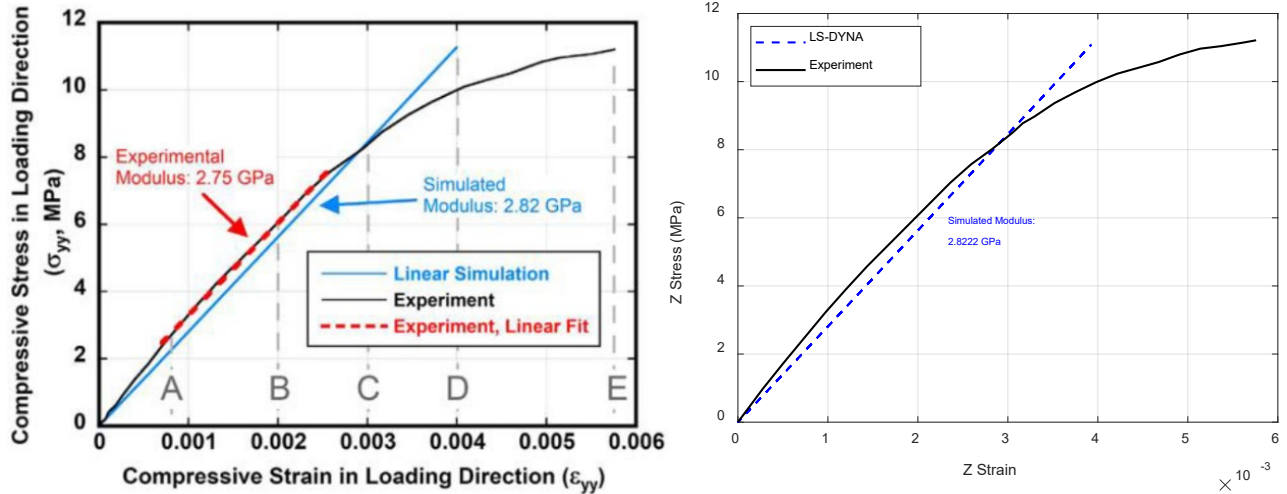 12
10
8
6
4
2
0
Compressive Stress in Loading Direction
(σyy, MPa)
Experimental
Modulus: 2.75 GPa
Simulated
Modulus: 2.82 GPa
Linear Simulation
Experiment
Experiment, Linear Fit
A B C D E
0 0.001 0.002 0.003 0.004 0.005 0.006
Compressive Strain in Loading Direction (εyy)
12
10
8
6
4
2
0
Z Stress (MPa)
LS-DYNA
Experiment
Simulated Modulus:
2.8222 GPa
0 1 2 3 4 5 6
Z Strain
× 10 -3